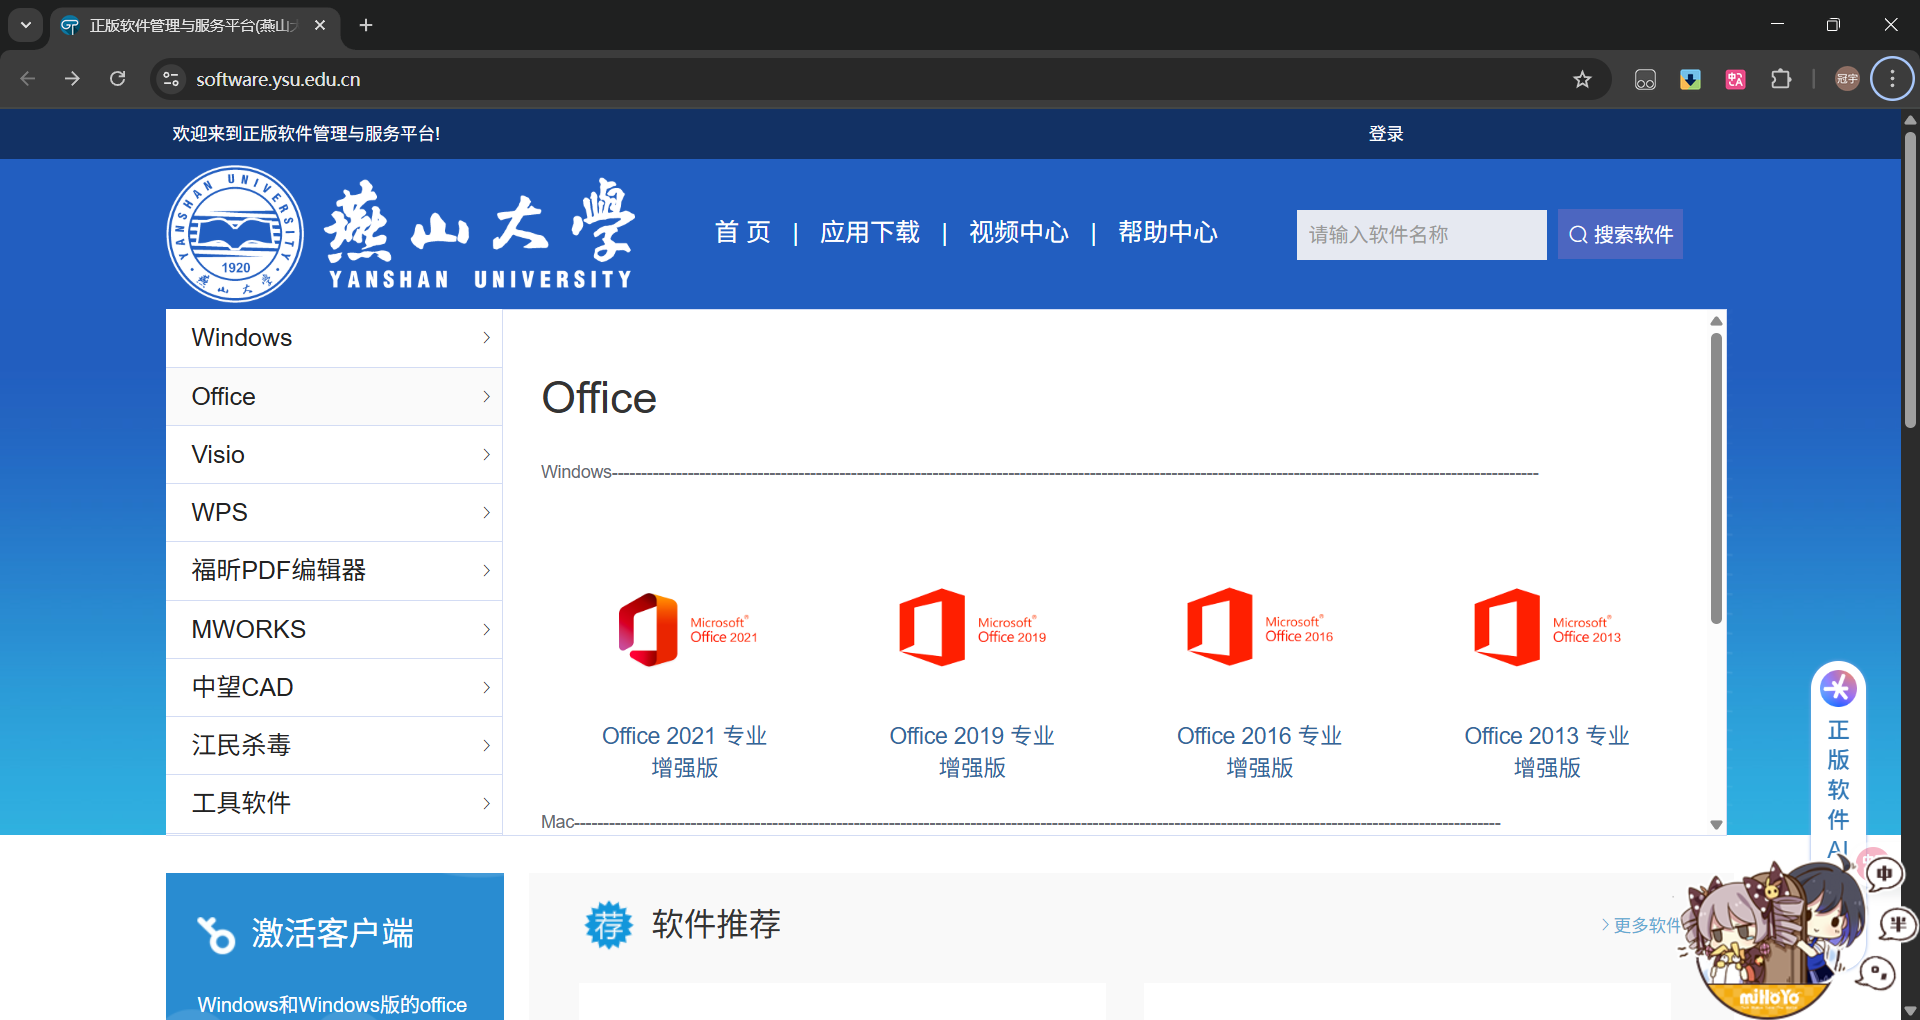 正版软件管理与服务平台(燕山
software.ysu.edu.cn
冠宇
欢迎来到正版软件管理与服务平台!
登录
YANSHAN UNIVERSITY
1920
燕山大学
燕山大学
YANSHAN UNIVERSITY
首 页 | 应用下载 | 视频中心 | 帮助中心
请输入软件名称
搜索软件
Windows
Office
Visio
WPS
福昕PDF编辑器
MWORKS
中望CAD
江民杀毒
工具软件
Office
Windows
Microsoft®
Office 2021
Microsoft®
Office 2019
Microsoft®
Office 2016
Microsoft®
Office 2013
Office 2021 专业
增强版
Office 2019 专业
增强版
Office 2016 专业
增强版
Office 2013 专业
增强版
Mac
正版软件AI
激活客户端
Windows和Windows版的office
荐
软件推荐
更多软件
中
半
miHoYo